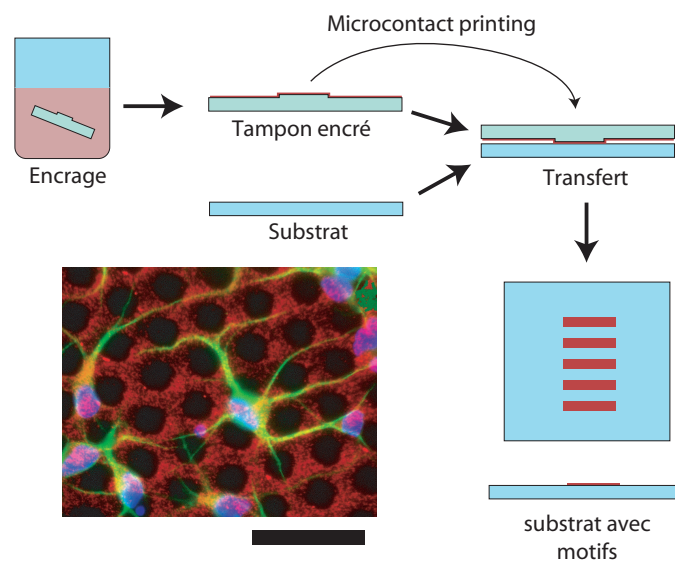 Microcontact printing
Tampon encré
Encrage
Transfert
Substrat
substrat avec
motifs